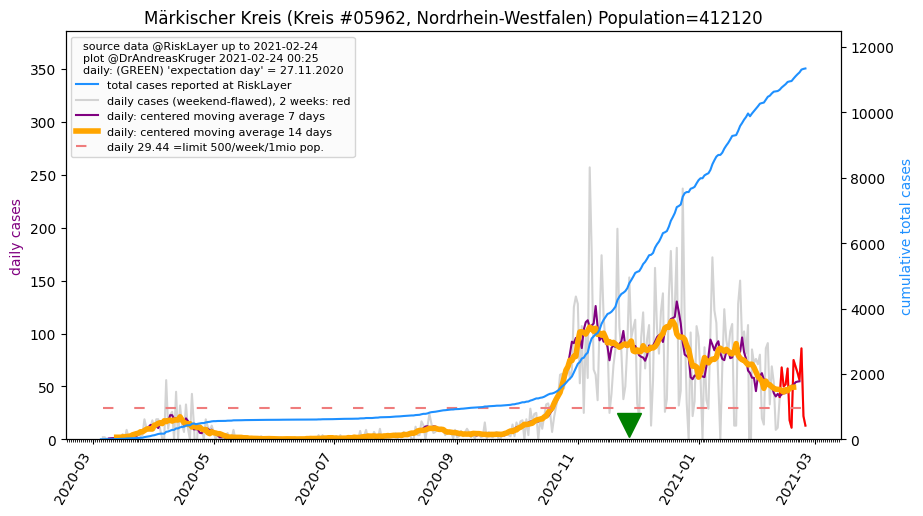 Märkischer Kreis (Kreis #05962, Nordrhein-Westfalen) Population=412120
source data @RiskLayer up to 2021-02-24
plot @DrAndreasKruger 2021-02-24 00:25
daily: (GREEN) 'expectation day' = 27.11.2020
total cases reported at RiskLayer
daily cases (weekend-flawed), 2 weeks: red
daily: centered moving average 7 days
daily: centered moving average 14 days
daily 29.44 =limit 500/week/1mio pop.
daily cases
350
300
250
200
150
100
50
0
12000
10000
8000
6000
4000
2000
0
cumulative total cases
2020-03
2020-05
2020-07
2020-09
2020-11
2021-01
2021-03